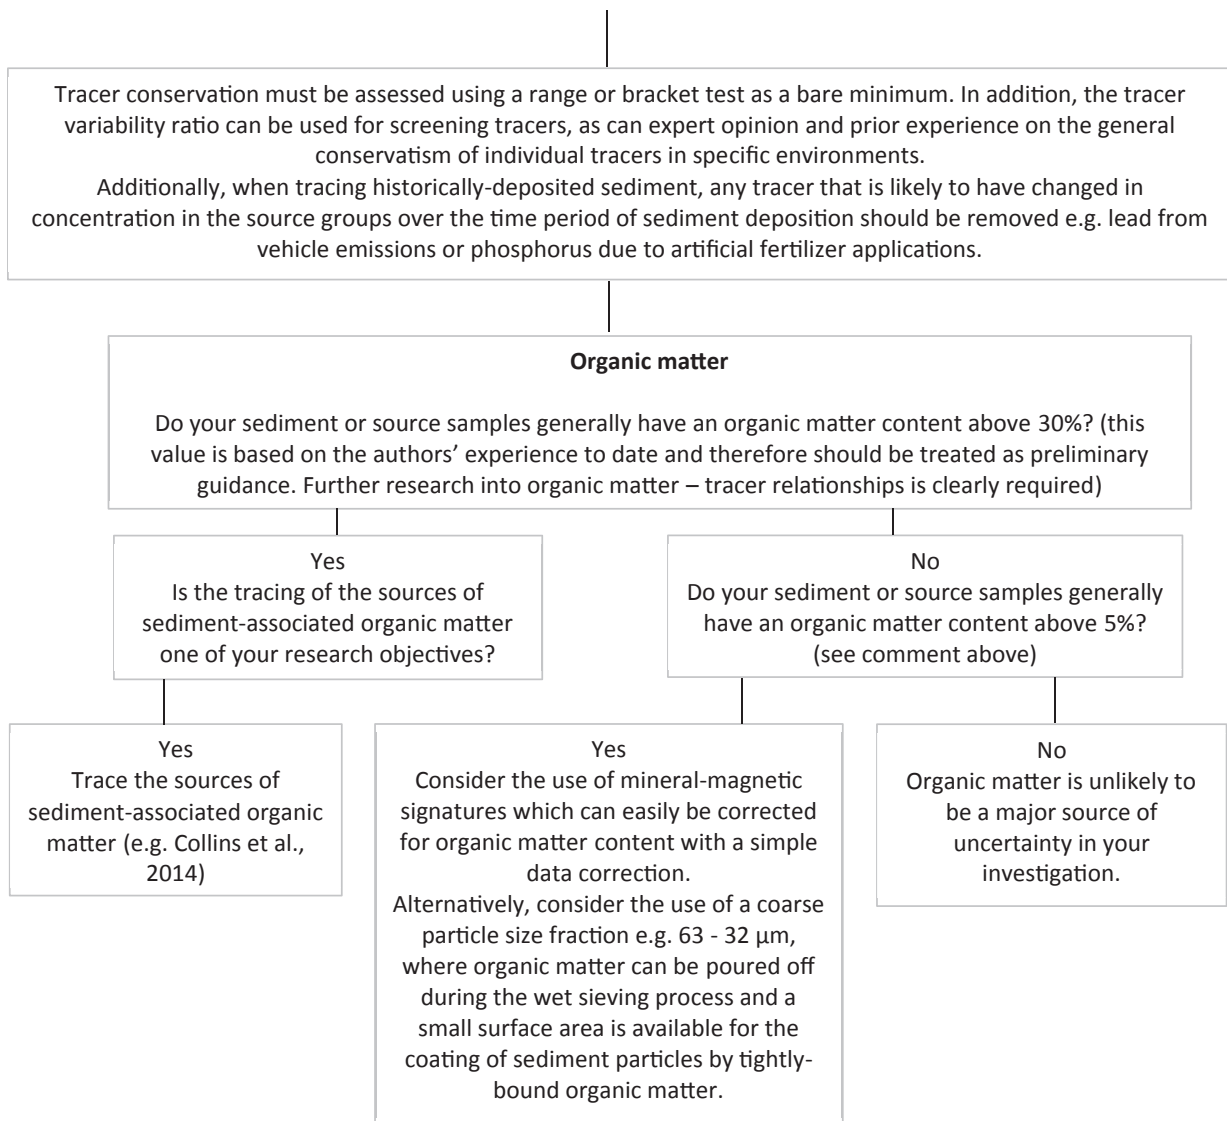 Tracer conservation must be assessed using a range or bracket test as a bare minimum. In addition, the tracer
variability ratio can be used for screening tracers, as can expert opinion and prior experience on the general
conservatism of individual tracers in specific environments.
Additionally, when tracing historically-deposited sediment, any tracer that is likely to have changed in
concentration in the source groups over the time period of sediment deposition should be removed e.g. lead from
vehicle emissions or phosphorus due to artificial fertilizer applications.
Organic matter
Do your sediment or source samples generally have an organic matter content above 30%? (this
value is based on the authors’ experience to date and therefore should be treated as preliminary
guidance. Further research into organic matter – tracer relationships is clearly required)
Yes
Is the tracing of the sources of
sediment-associated organic matter
one of your research objectives?
No
Do your sediment or source samples generally
have an organic matter content above 5%?
(see comment above)
Yes
Trace the sources of
sediment-associated organic
matter (e.g. Collins et al.,
2014)
Yes
Consider the use of mineral-magnetic
signatures which can easily be corrected
for organic matter content with a simple
data correction.
Alternatively, consider the use of a coarse
particle size fraction e.g. 63 - 32 µm,
where organic matter can be poured off
during the wet sieving process and a
small surface area is available for the
coating of sediment particles by tightly-
bound organic matter.
No
Organic matter is unlikely to
be a major source of
uncertainty in your
investigation.